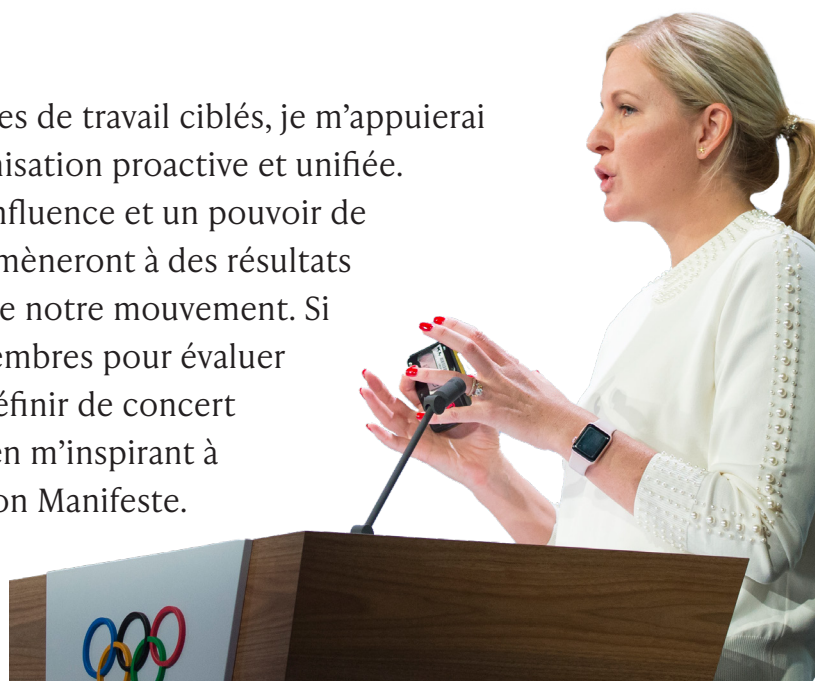 es de travail ciblés, je m’appuierai
nisation proactive et unifiée.
nfluence et un pouvoir de
mèneront à des résultats
e notre mouvement. Si
embres pour évaluer
éfinir de concert
en m’inspirant à
on Manifeste.